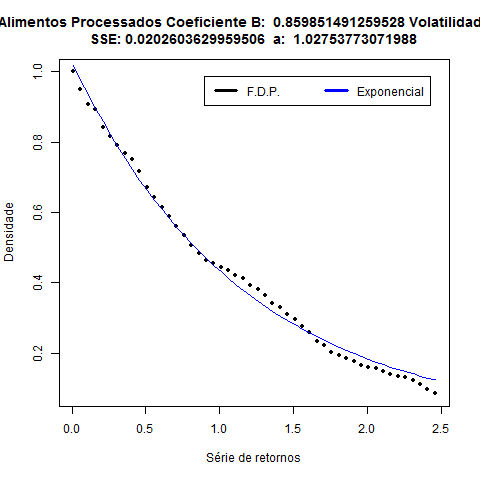 Alimentos Processados Coeficiente B: 0.859851491259528 Volatilidad
SSE: 0.0202603629959506 a: 1.02753773071988
F.D.P.
Exponencial
Densidade
1.0
0.8
0.6
0.4
0.2
0.0
0.5
1.0
1.5
2.0
2.5
Série de retornos